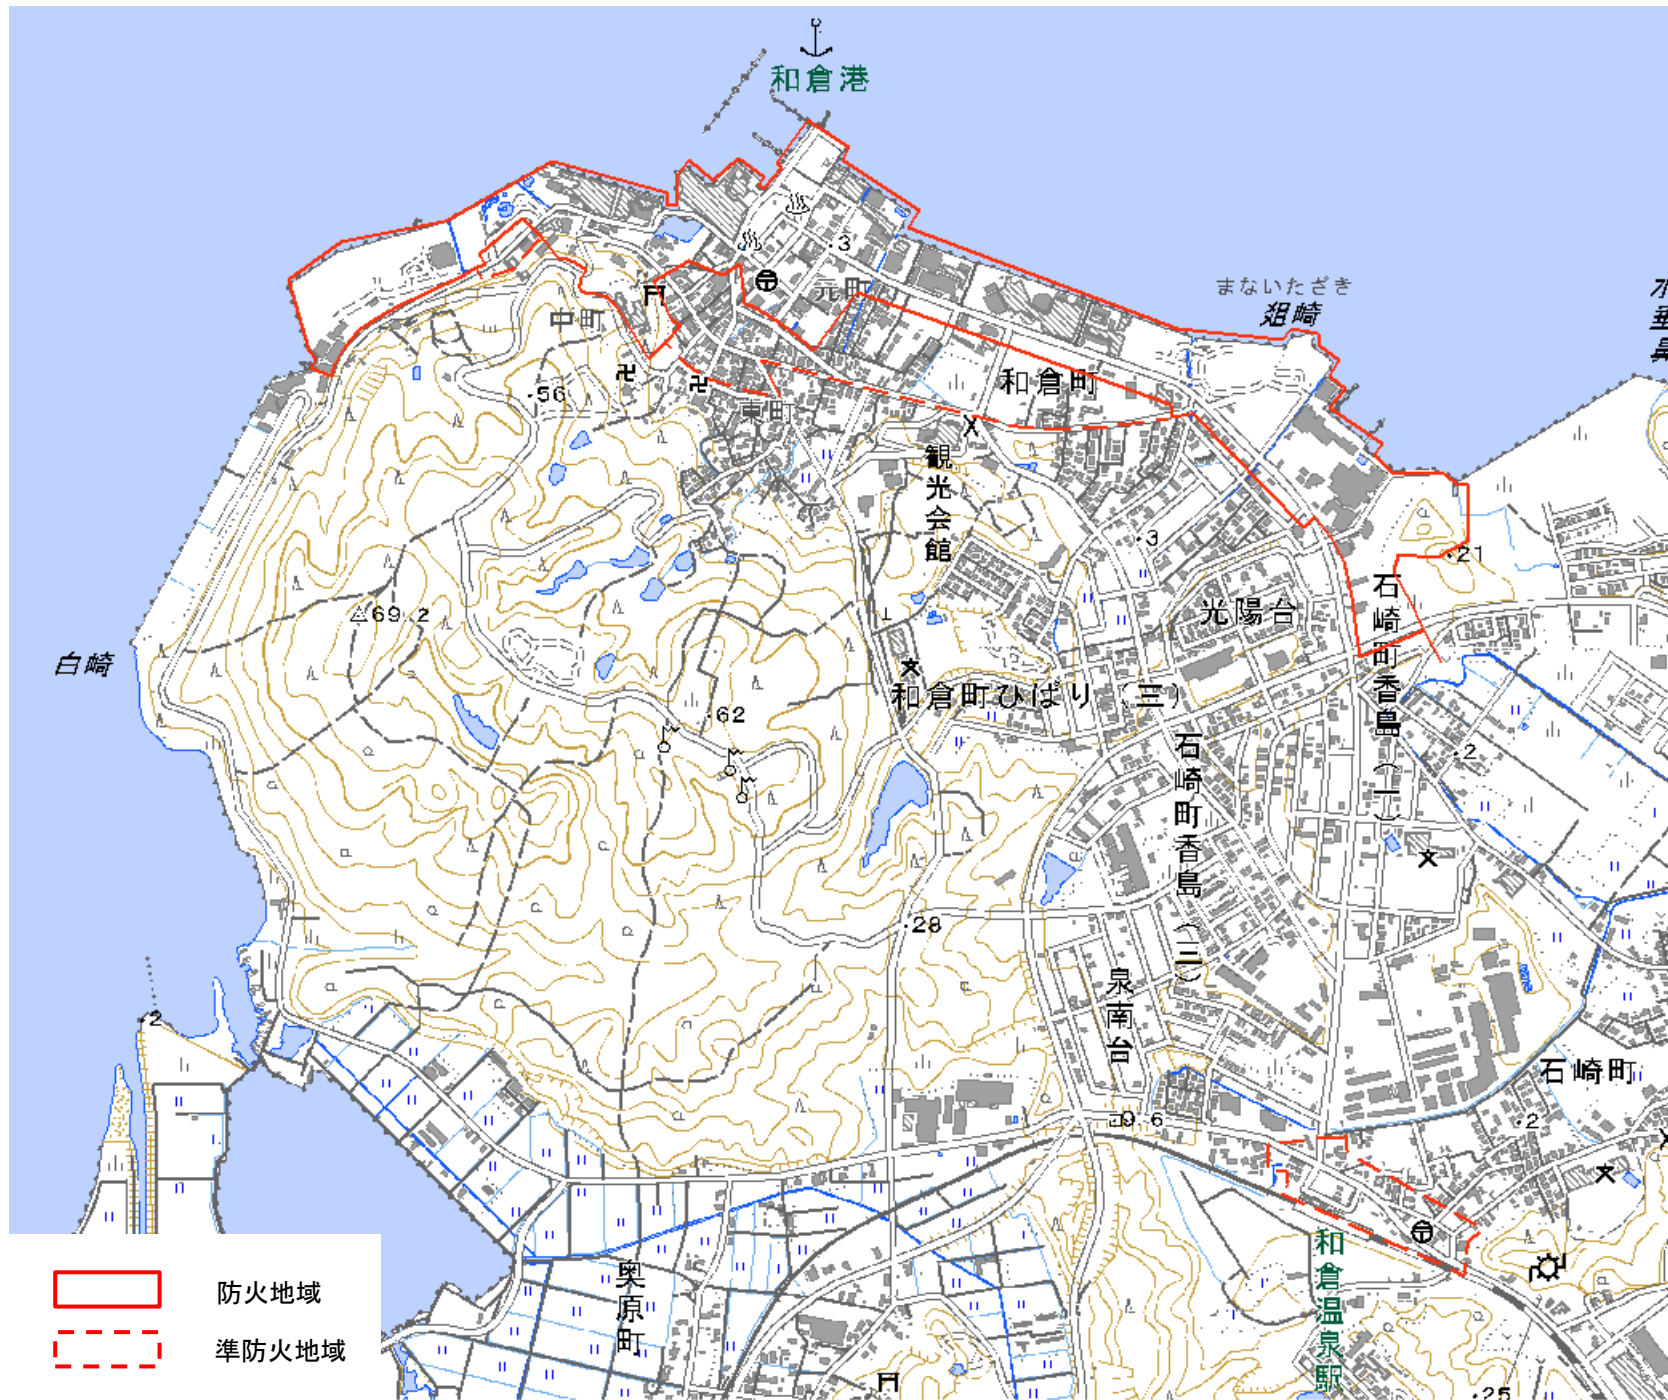 和倉港
・3
元町
まないたざき
爼崎
中町
・56
和倉町
東町
観光会館
・3
・21
石崎町香島(一)
光陽台
△69.2
白崎
和倉町ひばり(三)
・62
石崎町香島(三)
・2
・28
泉南台
・2
石崎町
9.6
・2
和倉温泉駅
奥原町
・25
防火地域
準防火地域